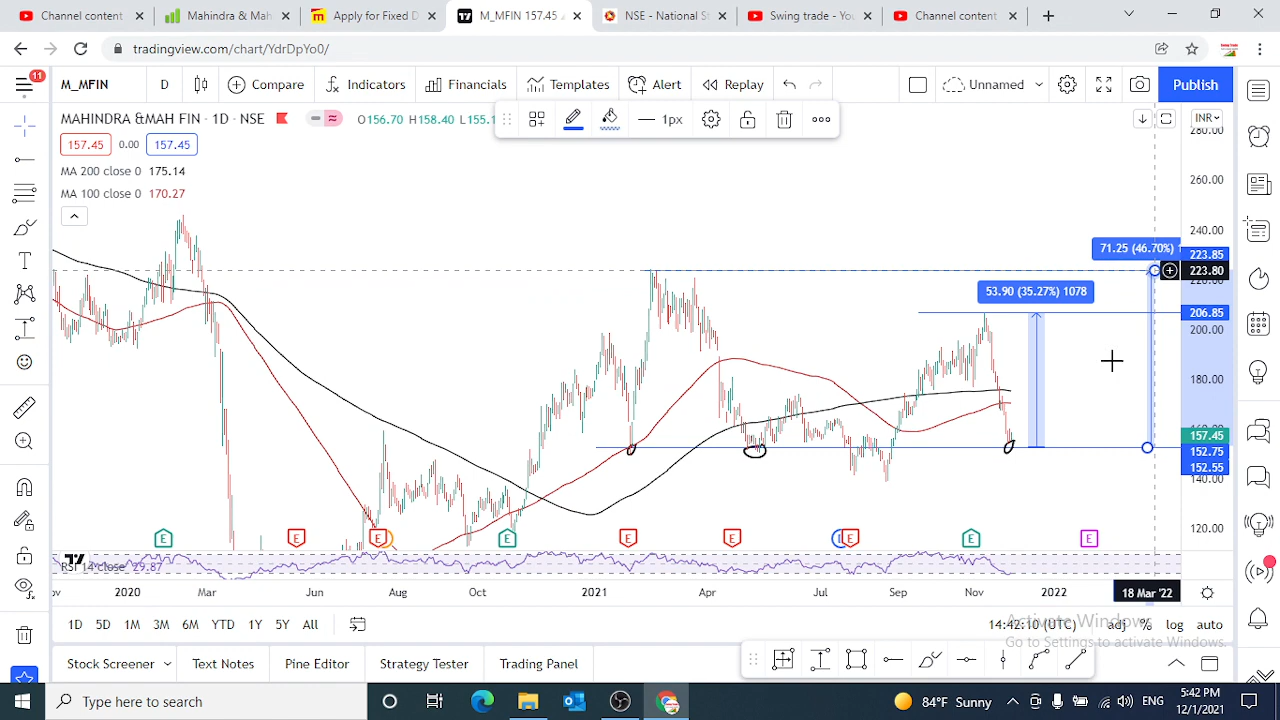 Channel content
Mahindra & Mah
Apply for Fixed D
M_MFIN 157.45
NSE - National St
Swing trade - You
Channel content
tradingview.com/chart/YdrDpYo0/
11
M_MFIN
D
Compare
Indicators
Financials
Templates
Alert
Replay
Unnamed
Publish
MAHINDRA &MAH FIN · 1D · NSE
O156.70 H158.40 L155.1
1px
INR
157.45
0.00
157.45
MA 200 close 0 175.14
MA 100 close 0 170.27
280.00
260.00
240.00
71.25 (46.70%) 1
223.85
223.80
220.00
53.90 (35.27%) 1078
206.85
200.00
180.00
160.00
157.45
152.75
152.55
140.00
120.00
E E E E E E E E E
RSI 14 close 29.87
2020 Mar Jun Aug Oct 2021 Apr Jul Sep Nov 2022 18 Mar '22
1D 5D 1M 3M 6M YTD 1Y 5Y All
14:42:10 (UTC)
adj % log auto
Activate Windows
Go to Settings to activate Windows.
Stock Screener
Text Notes
Pine Editor
Strategy Tester
Trading Panel
Type here to search
84°F Sunny
ENG
5:42 PM
12/1/2021